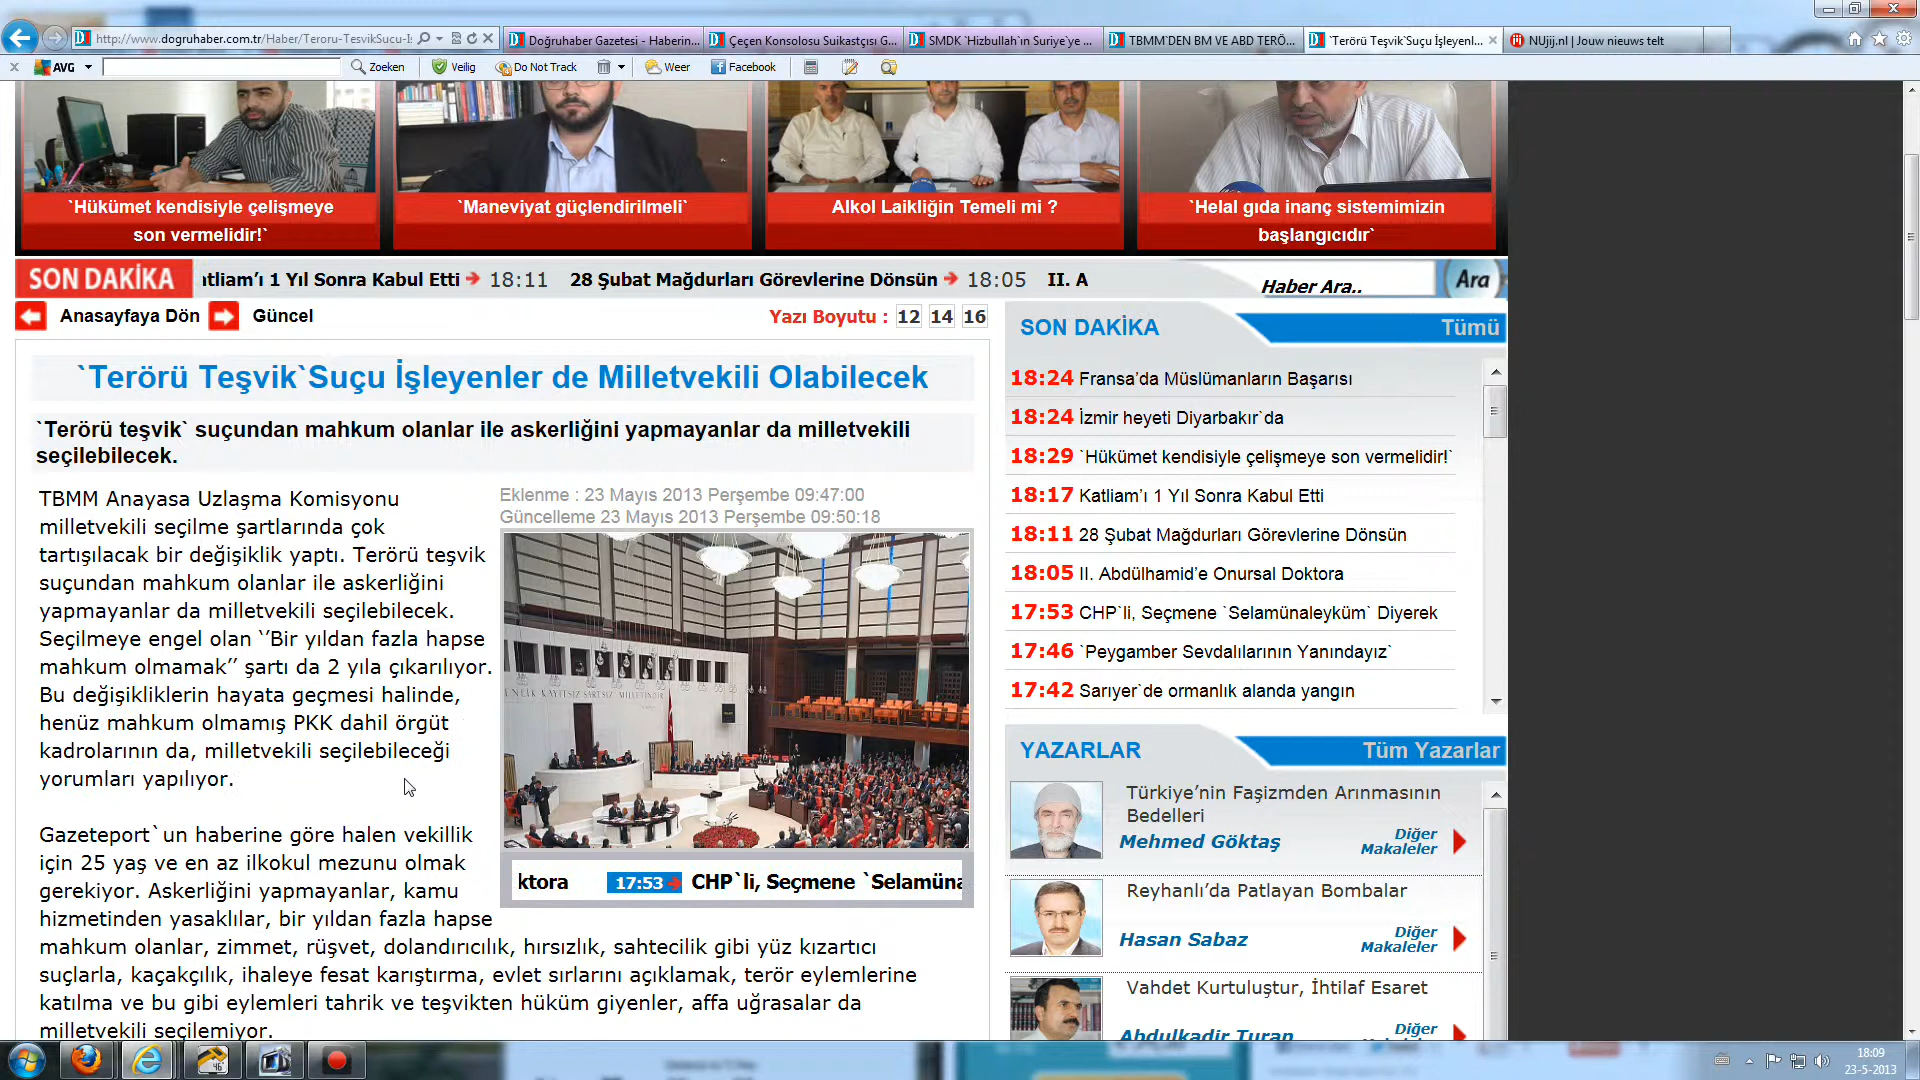 http://www.dogruhaber.com.tr/Haber/Teroru-TesvikSucu-I
Doğruhaber Gazetesi - Haberin...
Çeçen Konsolosu Suikastçısı G...
SMDK `Hizbullah`ın Suriye`ye ...
TBMM`DEN BM VE ABD TERÖ...
`Terörü Teşvik`Suçu İşleyenl...
NUjij.nl | Jouw nieuws telt
AVG
Zoeken
Veilig
Do Not Track
Weer
Facebook
`Hükümet kendisiyle çelişmeye
son vermelidir!`
`Maneviyat güçlendirilmeli`
Alkol Laikliğin Temeli mi ?
`Helal gıda inanç sistemimizin
başlangıcıdır`
SON DAKİKA
atliam’ı 1 Yıl Sonra Kabul Etti 18:11 28 Şubat Mağdurları Görevlerine Dönsün 18:05 II. A
Haber Ara..
Ara
Anasayfaya Dön
Güncel
Yazı Boyutu : 12 14 16
`Terörü Teşvik`Suçu İşleyenler de Milletvekili Olabilecek
`Terörü teşvik` suçundan mahkum olanlar ile askerliğini yapmayanlar da milletvekili
seçilebilecek.
Eklenme : 23 Mayıs 2013 Perşembe 09:47:00
Güncelleme 23 Mayıs 2013 Perşembe 09:50:18
TBMM Anayasa Uzlaşma Komisyonu
milletvekili seçilme şartlarında çok
tartışılacak bir değişiklik yaptı. Terörü teşvik
suçundan mahkum olanlar ile askerliğini
yapmayanlar da milletvekili seçilebilecek.
Seçilmeye engel olan ‘’Bir yıldan fazla hapse
mahkum olmamak’’ şartı da 2 yıla çıkarılıyor.
Bu değişikliklerin hayata geçmesi halinde,
henüz mahkum olmamış PKK dahil örgüt
kadrolarının da, milletvekili seçilebileceği
yorumları yapılıyor.
ktora 17:53 CHP`li, Seçmene `Selamüna
Gazeteport`un haberine göre halen vekillik
için 25 yaş ve en az ilkokul mezunu olmak
gerekiyor. Askerliğini yapmayanlar, kamu
hizmetinden yasaklılar, bir yıldan fazla hapse
mahkum olanlar, zimmet, rüşvet, dolandırıcılık, hırsızlık, sahtecilik gibi yüz kızartıcı
suçlarla, kaçakçılık, ihaleye fesat karıştırma, evlet sırlarını açıklamak, terör eylemlerine
katılma ve bu gibi eylemleri tahrik ve teşvikten hüküm giyenler, affa uğrasalar da
milletvekili seçilemiyor.
SON DAKİKA
Tümü
18:24 Fransa’da Müslümanların Başarısı
18:24 İzmir heyeti Diyarbakır`da
18:29 `Hükümet kendisiyle çelişmeye son vermelidir!`
18:17 Katliam’ı 1 Yıl Sonra Kabul Etti
18:11 28 Şubat Mağdurları Görevlerine Dönsün
18:05 II. Abdülhamid’e Onursal Doktora
17:53 CHP`li, Seçmene `Selamünaleyküm` Diyerek
17:46 `Peygamber Sevdalılarının Yanındayız`
17:42 Sarıyer`de ormanlık alanda yangın
YAZARLAR
Tüm Yazarlar
Türkiye’nin Faşizmden Arınmasının
Bedelleri
Mehmed Göktaş
Diğer
Makaleler
Reyhanlı’da Patlayan Bombalar
Hasan Sabaz
Diğer
Makaleler
Vahdet Kurtuluştur, İhtilaf Esaret
Abdulkadir Turan
Diğer
18:09
23-5-2013